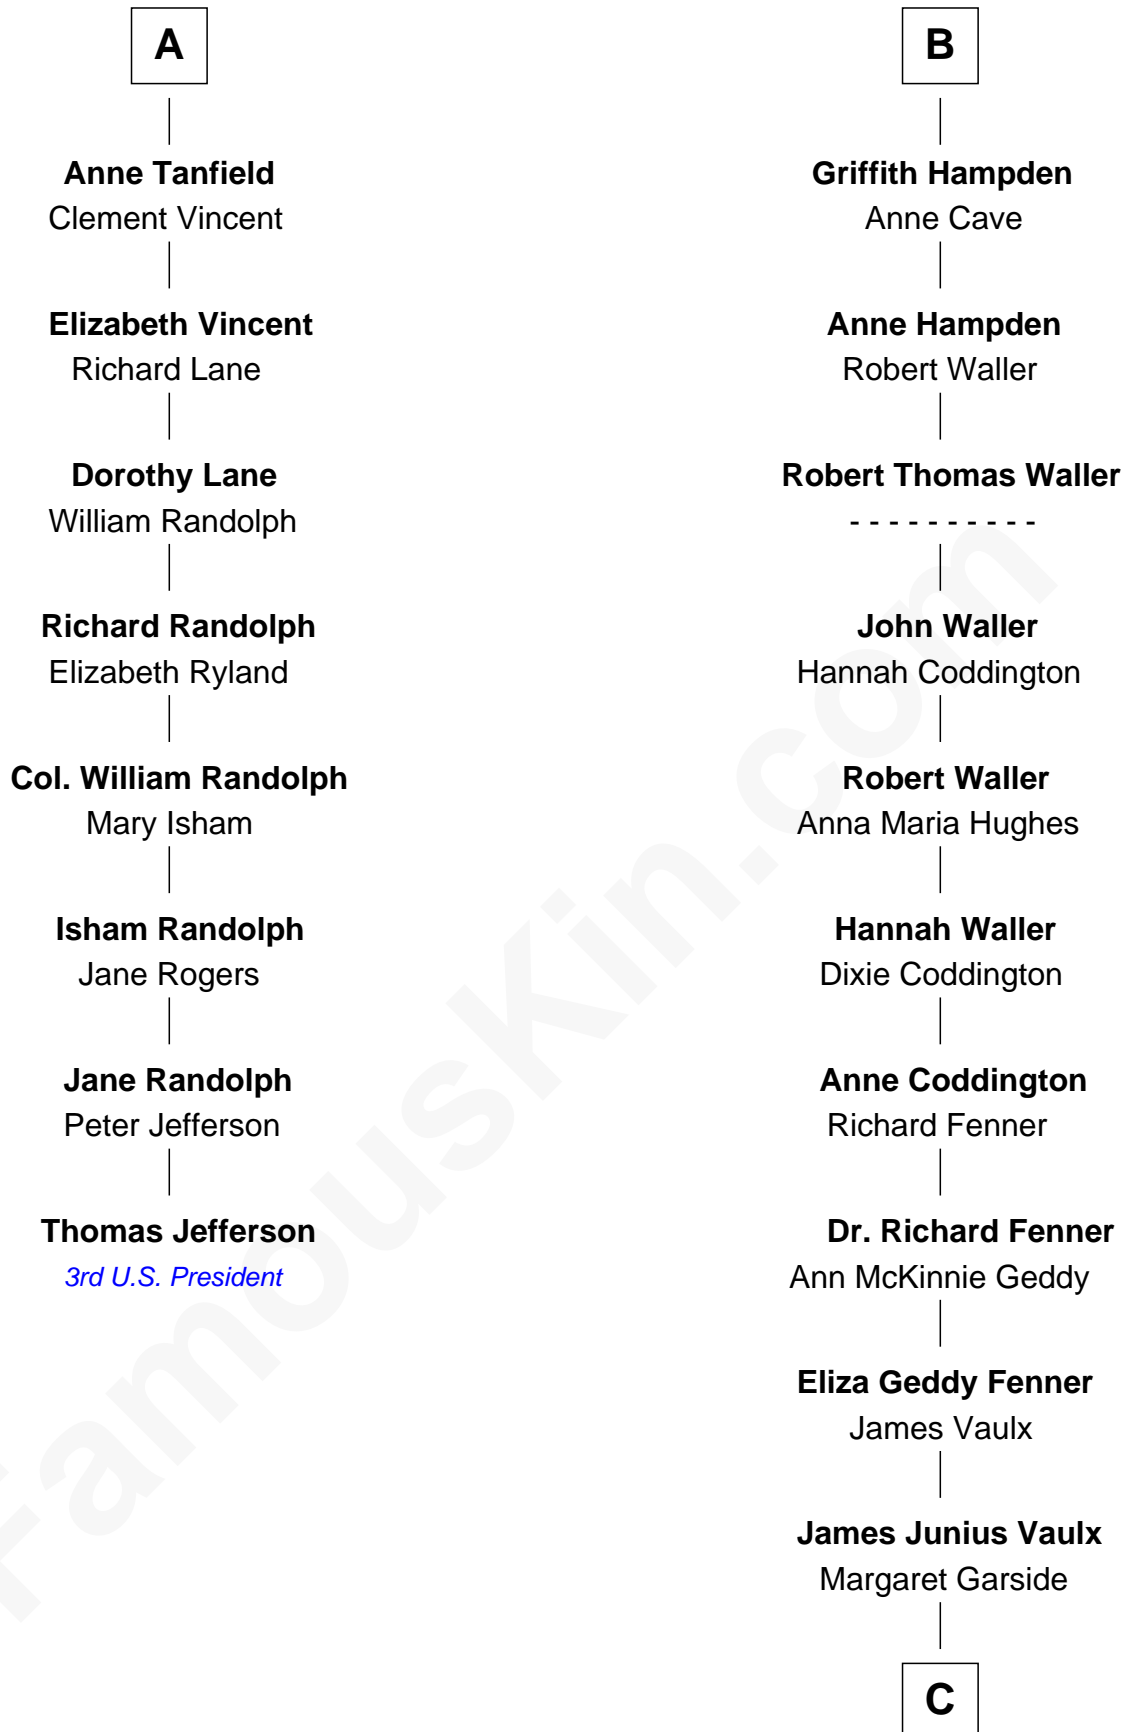 A
Anne Tanfield
Clement Vincent
Elizabeth Vincent
Richard Lane
Dorothy Lane
William Randolph
Richard Randolph
Elizabeth Ryland
Col. William Randolph
Mary Isham
Isham Randolph
Jane Rogers
Jane Randolph
Peter Jefferson
Thomas Jefferson
3rd U.S. President
B
Griffith Hampden
Anne Cave
Anne Hampden
Robert Waller
Robert Thomas Waller
- - - - - - - - - -
John Waller
Hannah Coddington
Robert Waller
Anna Maria Hughes
Hannah Waller
Dixie Coddington
Anne Coddington
Richard Fenner
Dr. Richard Fenner
Ann McKinnie Geddy
Eliza Geddy Fenner
James Vaulx
James Junius Vaulx
Margaret Garside
C
FamousKin.com